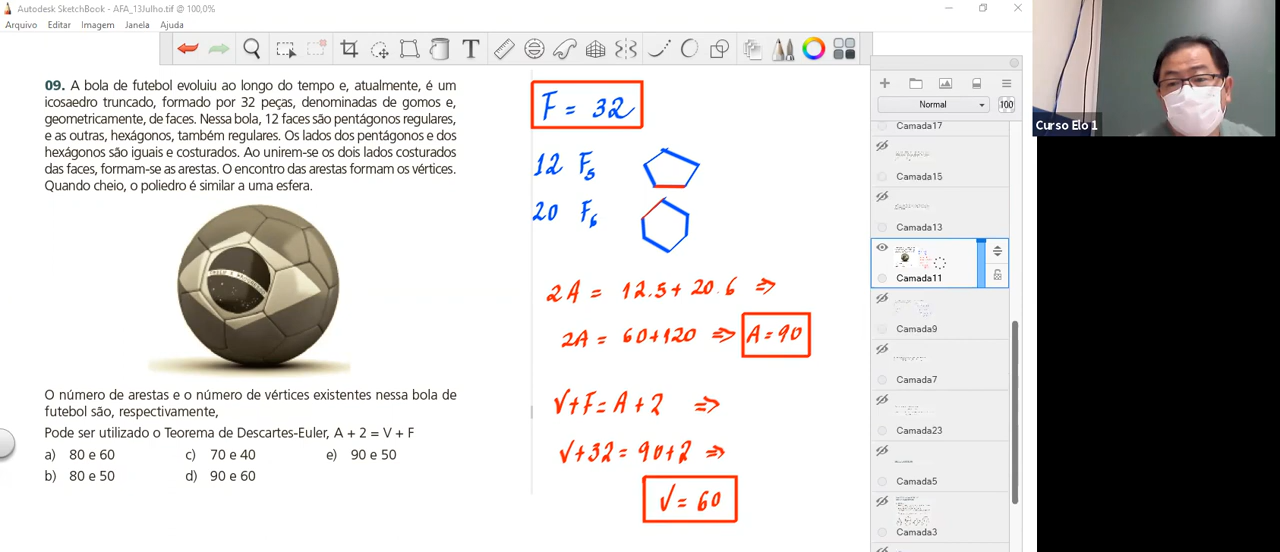 Autodesk SketchBook - AFA_13Julho.tif @ 100,0%
Arquivo Editar Imagem Janela Ajuda
T
09. A bola de futebol evoluiu ao longo do tempo e, atualmente, é um
icosaedro truncado, formado por 32 peças, denominadas de gomos e,
geometricamente, de faces. Nessa bola, 12 faces são pentágonos regulares,
e as outras, hexágonos, também regulares. Os lados dos pentágonos e dos
hexágonos são iguais e costurados. Ao unirem-se os dois lados costurados
das faces, formam-se as arestas. O encontro das arestas formam os vértices.
Quando cheio, o poliedro é similar a uma esfera.
O número de arestas e o número de vértices existentes nessa bola de
futebol são, respectivamente,
Pode ser utilizado o Teorema de Descartes-Euler, A + 2 = V + F
a) 80 e 60 c) 70 e 40 e) 90 e 50
b) 80 e 50 d) 90 e 60
F = 32
12 F5
20 F6
2A = 12.5 + 20.6 ⇒
2A = 60 + 120 ⇒ A = 90
V + F = A + 2 ⇒
V + 32 = 90 + 2 ⇒
V = 60
Normal 100
Camada17
Camada15
Camada13
Camada11
Camada9
Camada7
Camada23
Camada5
Camada3
Curso Elo 1